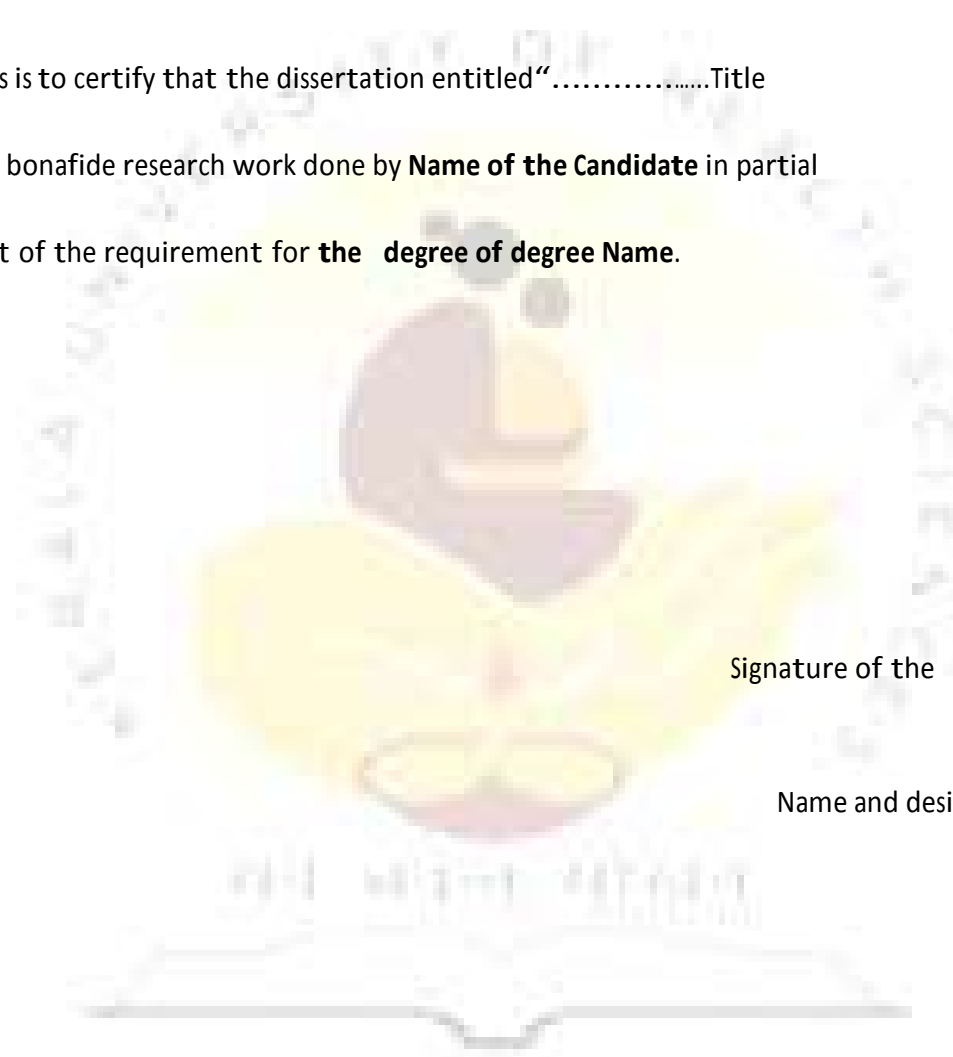 s is to certify that the dissertation entitled“..................Title
bonafide research work done by Name of the Candidate in partial
t of the requirement for the degree of degree Name.
Signature of the
Name and desi